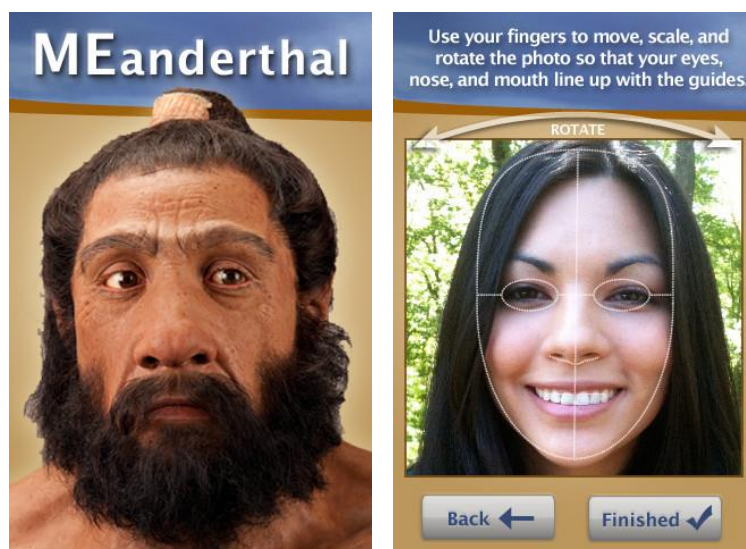 MEanderthal
Use your fingers to move, scale, and
rotate the photo so that your eyes,
nose, and mouth line up with the guides
ROTATE
Back
Finished